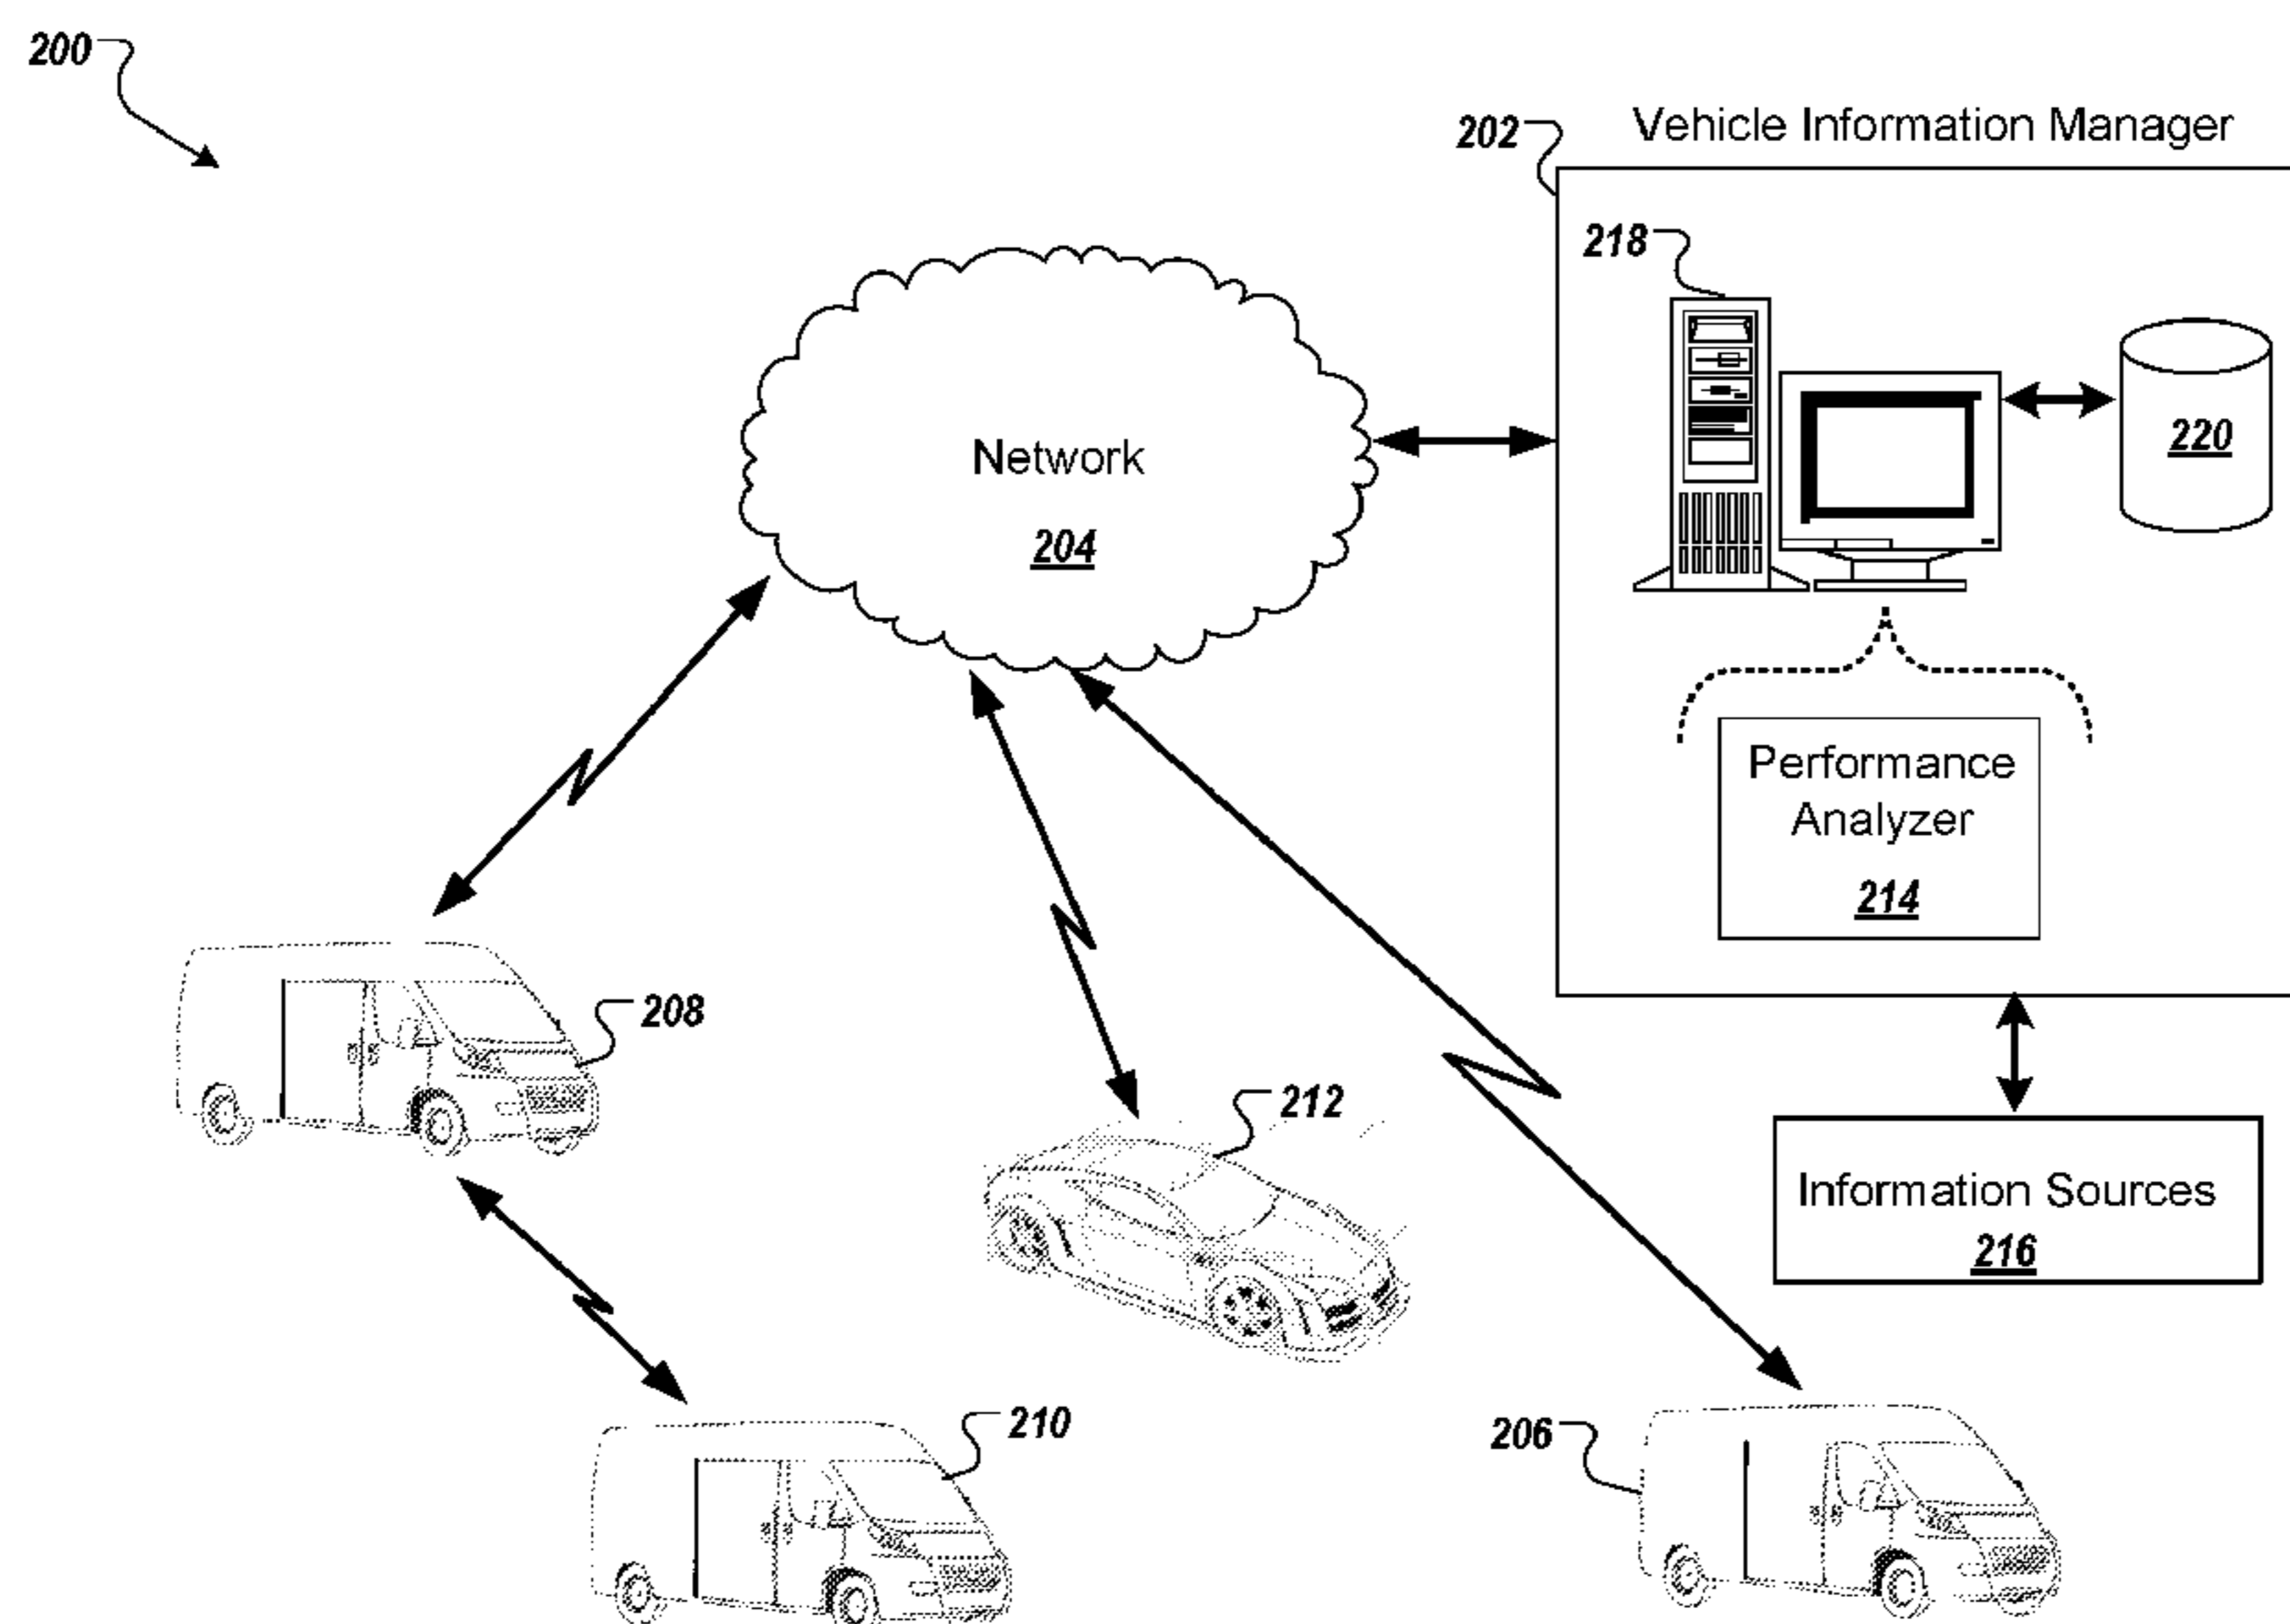 200
202
Vehicle Information Manager
218
220
Network
204
Performance
Analyzer
214
208
212
Information Sources
216
210
206